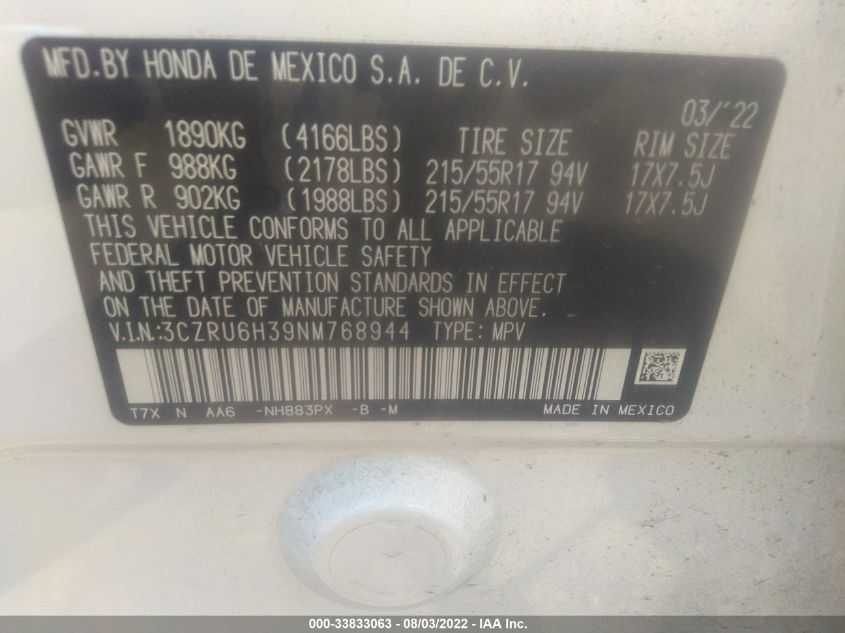 MFD.BY HONDA DE MEXICO S.A. DE C.V.
03/'22
GVWR 1890KG (4166LBS) TIRE SIZE RIM SIZE
GAWR F 988KG (2178LBS) 215/55R17 94V 17X7.5J
GAWR R 902KG (1988LBS) 215/55R17 94V 17X7.5J
THIS VEHICLE CONFORMS TO ALL APPLICABLE
FEDERAL MOTOR VEHICLE SAFETY
AND THEFT PREVENTION STANDARDS IN EFFECT
ON THE DATE OF MANUFACTURE SHOWN ABOVE.
V.I.N.:3CZRU6H39NM768944 TYPE: MPV
T7X N AA6 -NH883PX -B -M MADE IN MEXICO
000-33833063 - 08/03/2022 - IAA Inc.